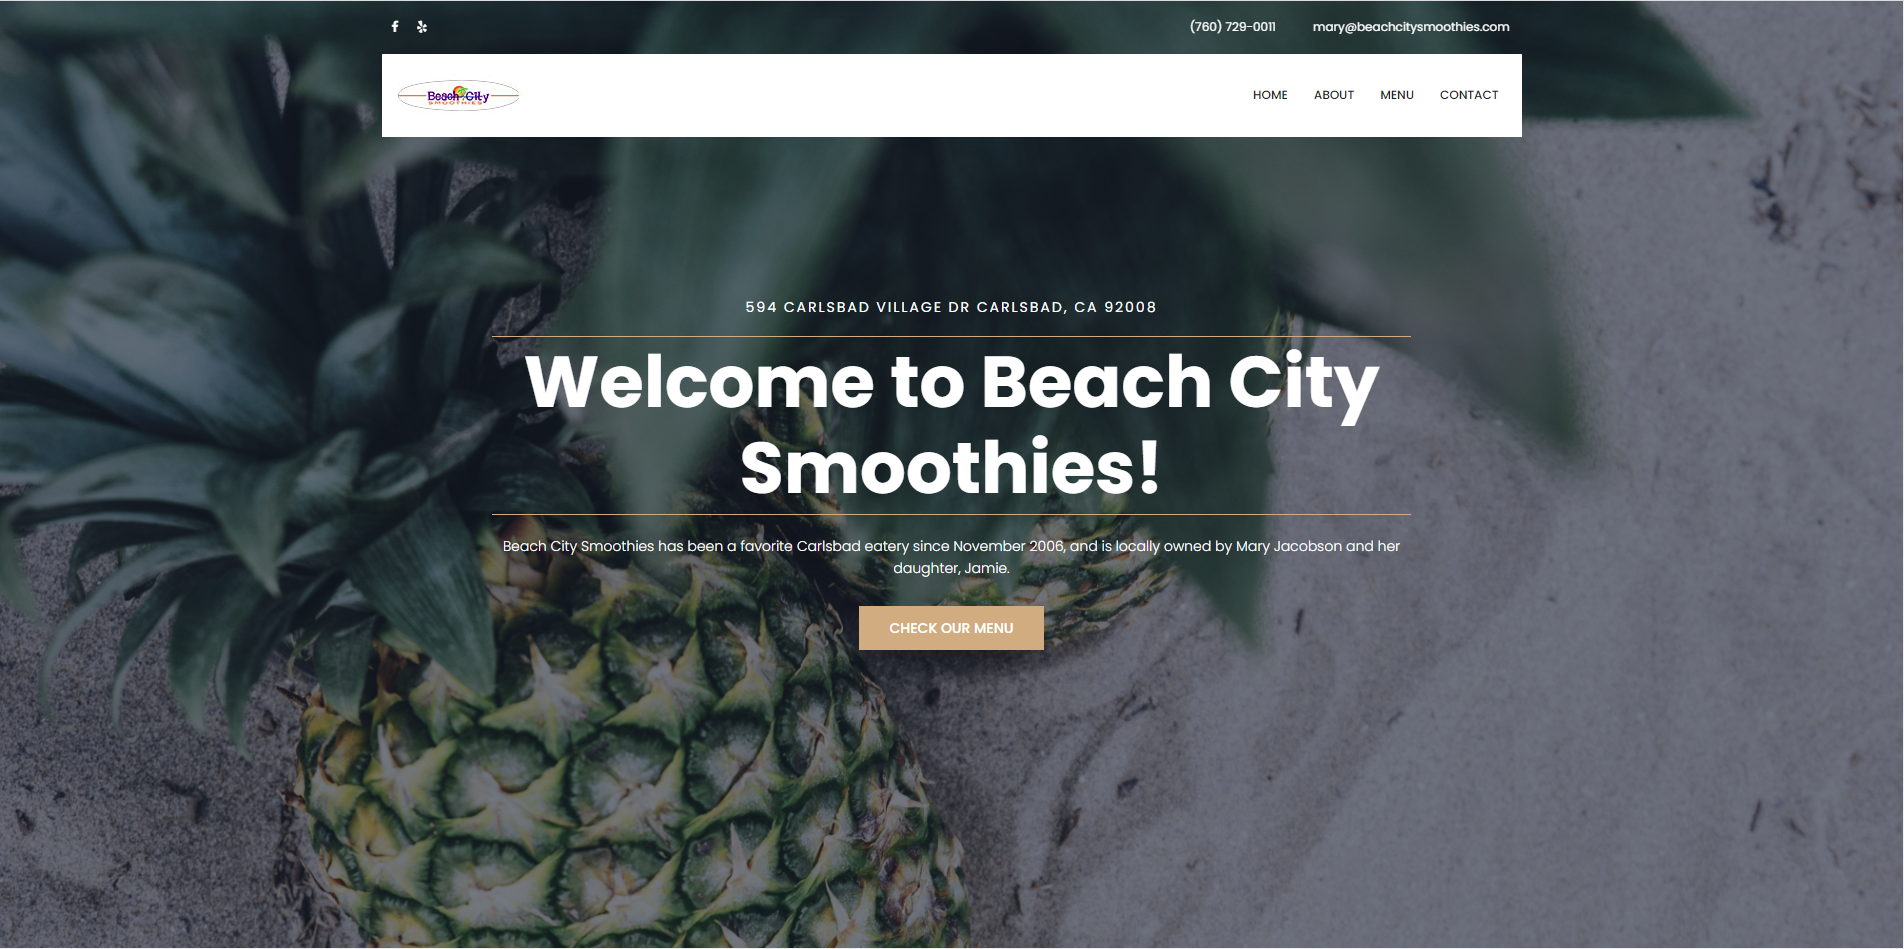 (760) 729-0011 mary@beachcitysmoothies.com
Beach City
SMOOTHIES
HOME ABOUT MENU CONTACT
594 CARLSBAD VILLAGE DR CARLSBAD, CA 92008
Welcome to Beach City
Smoothies!
Beach City Smoothies has been a favorite Carlsbad eatery since November 2006, and is locally owned by Mary Jacobson and her
daughter, Jamie.
CHECK OUR MENU